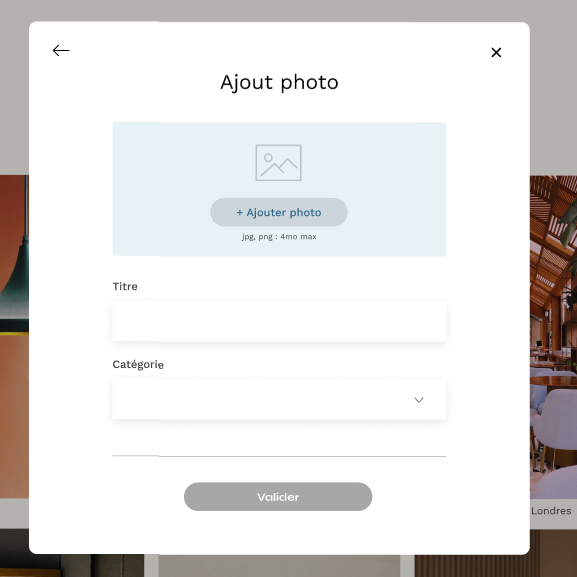 Ajout photo
+ Ajouter photo
jpg, png : 4mo max
Titre
Catégorie
Valider
Londres